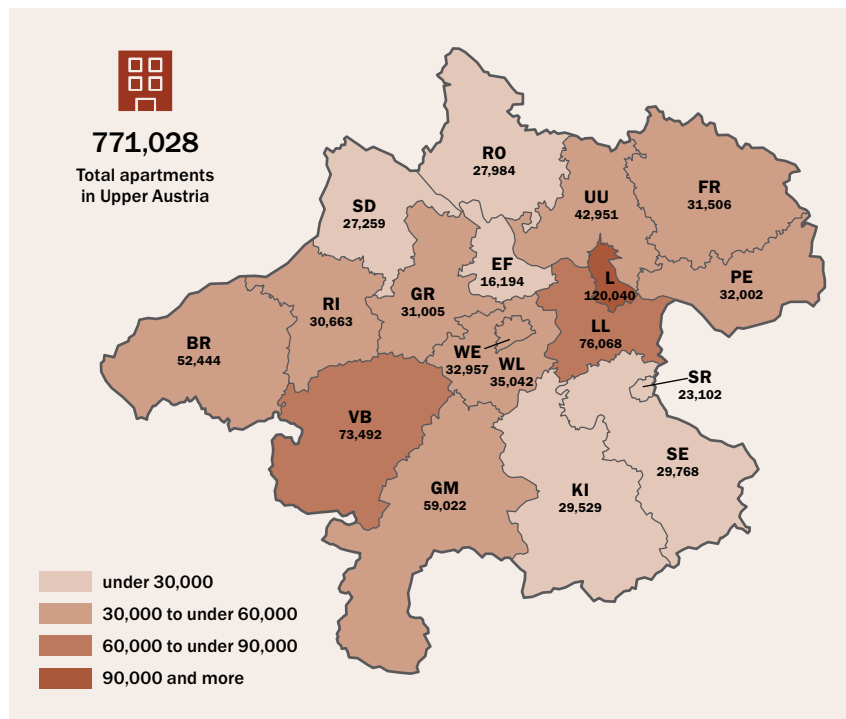 771,028
Total apartments
in Upper Austria
RO
27,984
SD
27,259
UU
42,951
FR
31,506
EF
16,194
L
120,040
PE
32,002
RI
30,663
GR
31,005
BR
52,444
LL
76,068
WE
32,957
WL
35,042
SR
23,102
VB
73,492
SE
29,768
GM
59,022
KI
29,529
under 30,000
30,000 to under 60,000
60,000 to under 90,000
90,000 and more